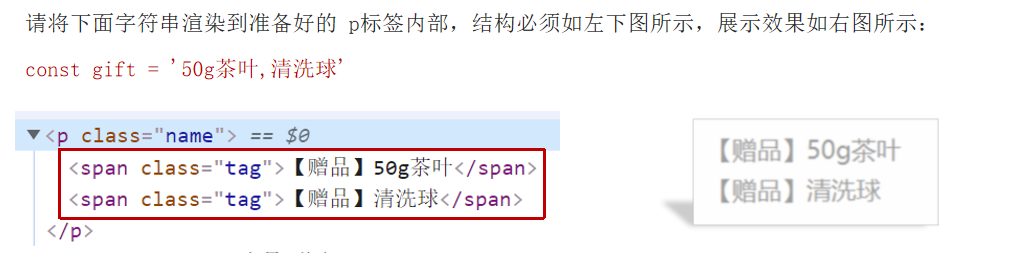 请将下面字符串渲染到准备好的 p标签内部，结构必须如左下图所示，展示效果如右图所示：
const gift = '50g茶叶,清洗球'
▼<p class="name"> == $0
<span class="tag">【赠品】50g茶叶</span>
<span class="tag">【赠品】清洗球</span>
</p>
【赠品】50g茶叶
【赠品】清洗球